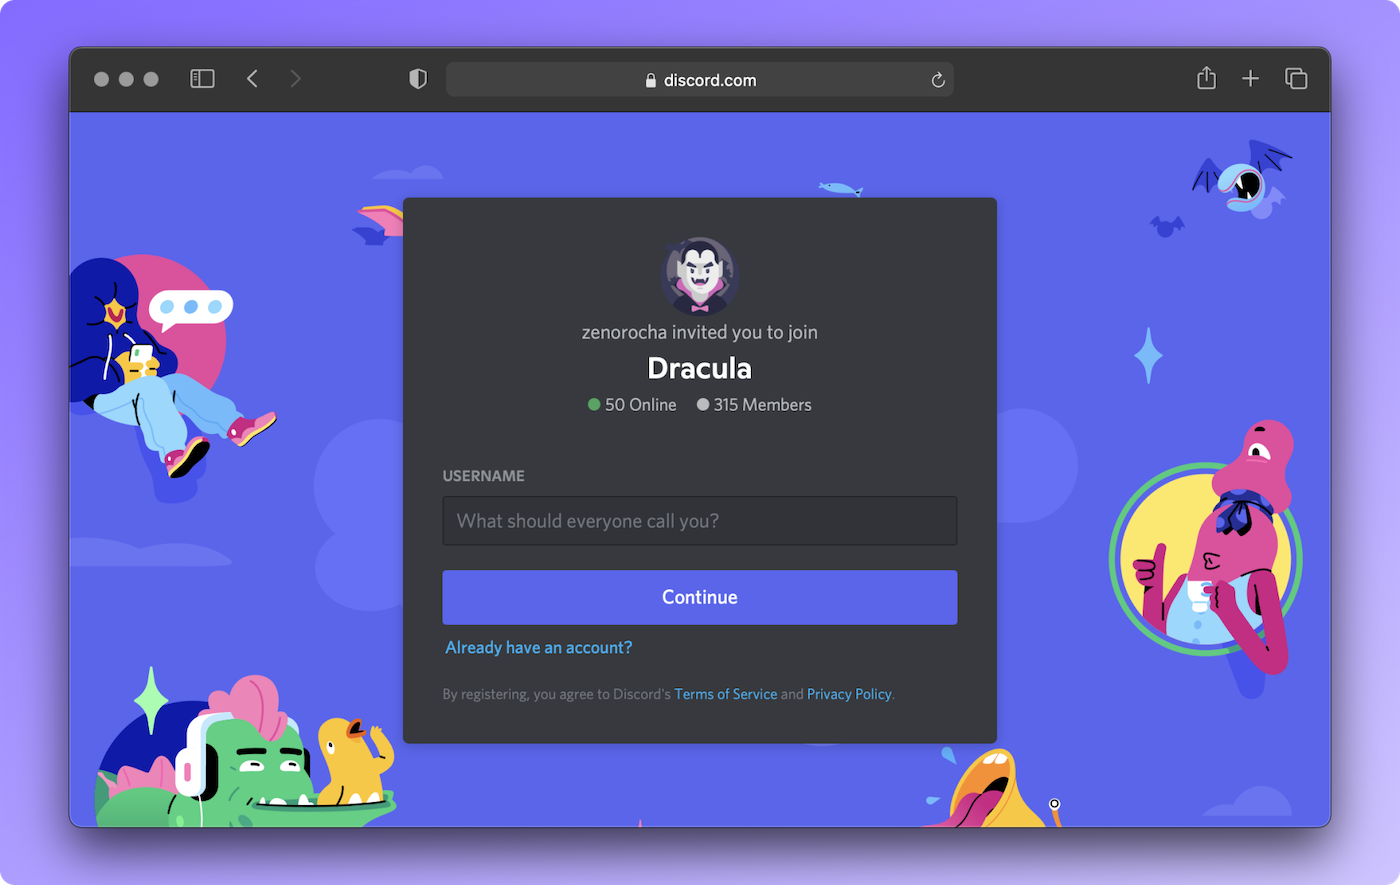 discord.com
zenorocha invited you to join
Dracula
50 Online 315 Members
USERNAME
What should everyone call you?
Continue
Already have an account?
By registering, you agree to Discord's Terms of Service and Privacy Policy.